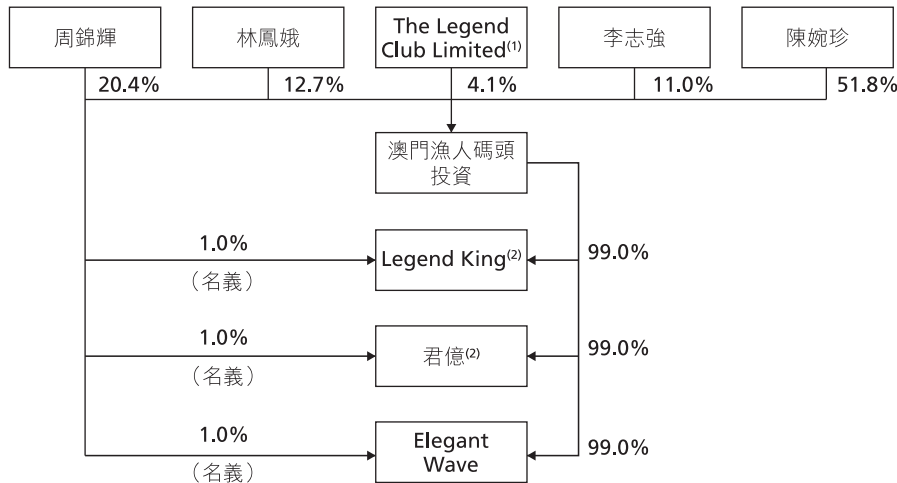 周錦輝
林鳳娥
The Legend
Club Limited(1)
李志強
陳婉珍
20.4%
12.7%
4.1%
11.0%
51.8%
澳門漁人碼頭
投資
1.0%
(名義)
Legend King(2)
99.0%
1.0%
(名義)
君億(2)
99.0%
1.0%
(名義)
Elegant
Wave
99.0%